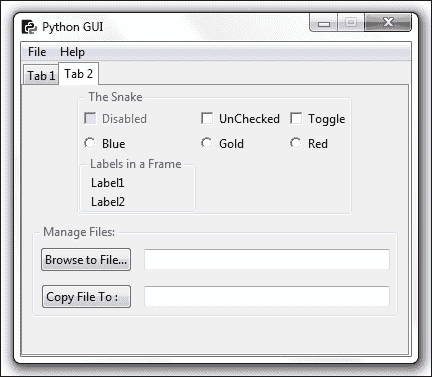 Python GUI
File Help
Tab 1 Tab 2
The Snake
Disabled UnChecked Toggle
Blue Gold Red
Labels in a Frame
Label1
Label2
Manage Files:
Browse to File...
Copy File To :